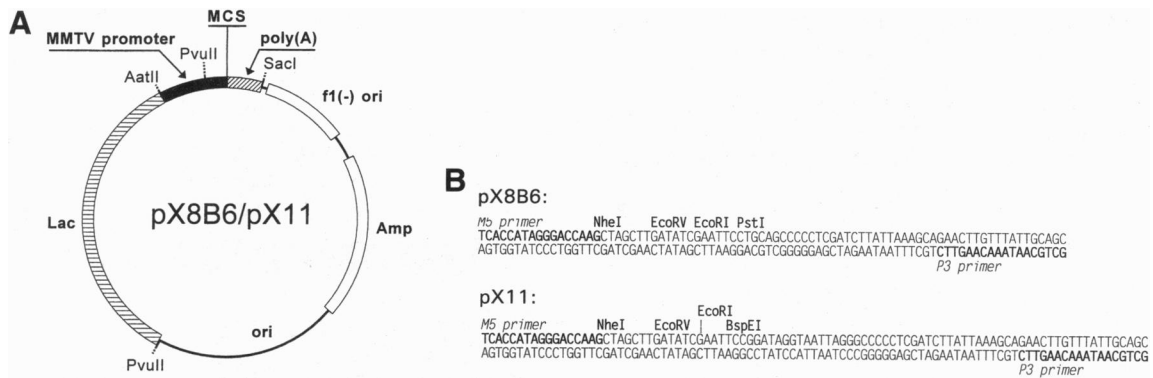 A
MCS
MMTV promoter
poly(A)
PvuII
SacI
AatII
f1(-) ori
Lac
pX8B6/pX11
Amp
ori
PvuII
B
pX8B6:
M5 primer NheI EcoRV EcoRI PstI
TCACCATAGGGACCAAGCTAGCTTGATATCGAATTCCTGCAGCCCCCTCGATCTTATTAAAGCAGAACTTGTTTATTGCAGC
AGTGGTATCCCTGGTTCGATCGAACTATAGCTTAAGGACGTCGGGGGAGCTAGAATAATTTCGTCTTGAACAAATAACGTCG
P3 primer
pX11:
EcoRI
M5 primer NheI EcoRV BspEI
TCACCATAGGGACCAAGCTAGCTTGATATCGAATTCCGGATAGGTAATTAGGGCCCCCTCGATCTTATTAAAGCAGAACTTGTTTATTGCAGC
AGTGGTATCCCTGGTTCGATCGAACTATAGCTTAAGGCCTATCCATTAATCCCGGGGGAGCTAGAATAATTTCGTCTTGAACAAATAACGTCG
P3 primer